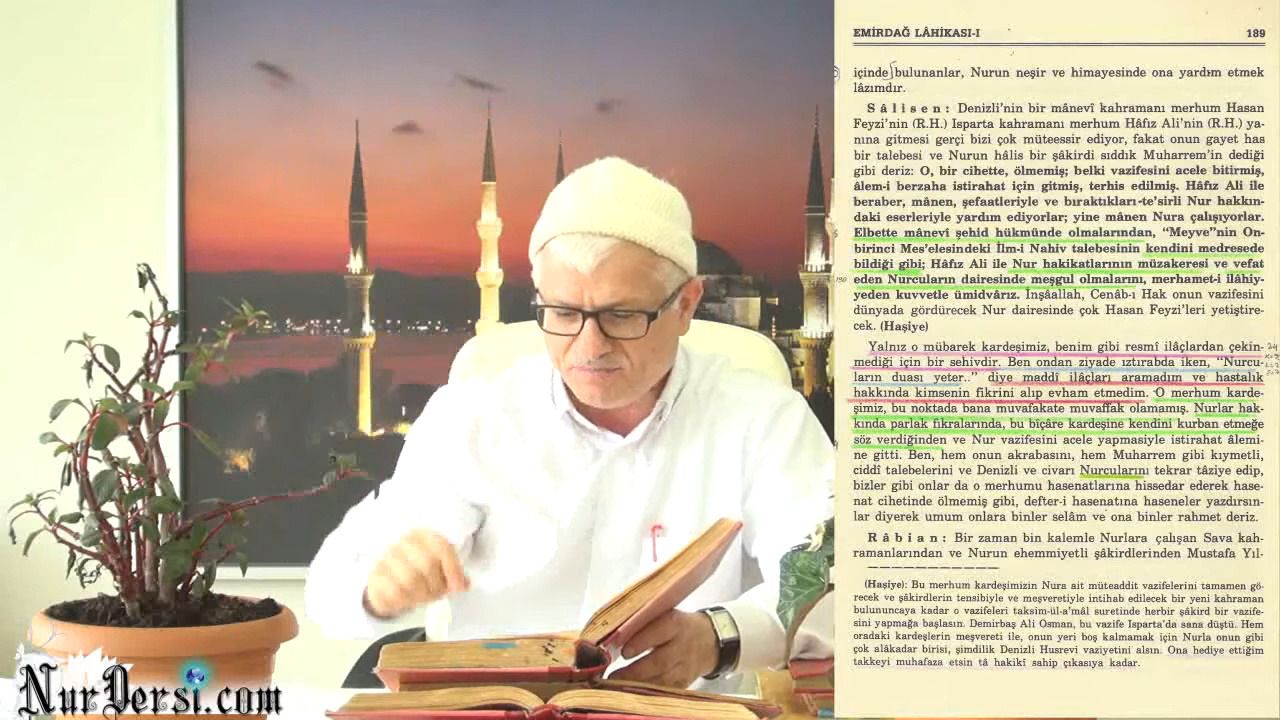 EMİRDAĞ LÂHİKASI-I 189
içinde bulunanlar, Nurun neşir ve himayesinde ona yardım etmek
lâzımdır.
Sâlisen: Denizli'nin bir mânevî kahramanı merhum Hasan
Feyzi'nin (R.H.) Isparta kahramanı merhum Hâfız Ali'nin (R.H.) ya-
nına gitmesi gerçi bizi çok müteessir ediyor, fakat onun gayet has
bir talebesi ve Nurun hâlis bir şâkirdi sıddık Muharrem'in dediği
gibi deriz: O, bir cihette, ölmemiş; belki vazifesini acele bitirmiş,
âlem-i berzaha istirahat için gitmiş, terhis edilmiş. Hâfız Ali ile
beraber, mânen, şefaatleriyle ve bıraktıkları te'sirli Nur hakkın-
daki eserleriyle yardım ediyorlar; yine mânen Nura çalışıyorlar.
Elbette mânevî şehid hükmünde olmalarından, "Meyve"nin On-
birinci Mes'elesindeki İlm-i Nahiv talebesinin kendini medresede
bildiği gibi; Hâfız Ali ile Nur hakikatlarının müzakeresi ve vefat
eden Nurcuların dairesinde meşgul olmalarını, merhamet-i ilâhiy-
yeden kuvvetle ümidvârız. İnşâallah, Cenâb-ı Hak onun vazifesini
dünyada gördürecek Nur dairesinde çok Hasan Feyzi'leri yetiştire-
cek. (Haşiye)
Yalnız o mübarek kardeşimiz, benim gibi resmî ilâçlardan çekin-
mediği için bir sehivdir. Ben ondan ziyade ıztırabda iken, "Nurcu-
ların duası yeter.." diye maddî ilâçları aramadım ve hastalık
hakkında kimsenin fikrini alıp evham etmedim. O merhum karde-
şimiz, bu noktada bana muvafakate muvaffak olamamış. Nurlar hak-
kında parlak fıkralarında, bu bîçâre kardeşine kendini kurban etmeğe
söz verdiğinden ve Nur vazifesini acele yapmasiyle istirahat âlemi-
ne gitti. Ben, hem onun akrabasını, hem Muharrem gibi kıymetli,
ciddî talebelerini ve Denizli ve civarı Nurcularını tekrar tâziye edip,
bizler gibi onlar da o merhumu hasenatlarına hissedar ederek hase-
nat cihetinde ölmemiş gibi, defter-i hasenatına haseneler yazdırsın-
lar diyerek umum onlara binler selâm ve ona binler rahmet deriz.
Râbian: Bir zaman bin kalemle Nurlara çalışan Sava kah-
ramanlarından ve Nurun ehemmiyetli şâkirdlerinden Mustafa Yıl-
(Haşiye): Bu merhum kardeşimizin Nura ait müteaddit vazifelerini tamamen gö-
recek ve şâkirdlerin tensibiyle ve meşveretiyle intihab edilecek bir yeni kahraman
bulununcaya kadar o vazifeleri taksim-ül-a'mâl suretinde herbir şâkird bir vazife-
sini yapmağa başlasın. Demirbaş Ali Osman, bu vazife Isparta'da sana düştü. Hem
oradaki kardeşlerin meşvereti ile, onun yeri boş kalmamak için Nurla onun gibi
çok alâkadar birisi, şimdilik Denizli Husrevi vaziyetini alsın. Ona hediye ettiğim
takkeyi muhafaza etsin tâ hakikî sahip çıkasıya kadar.
NurDersi.com